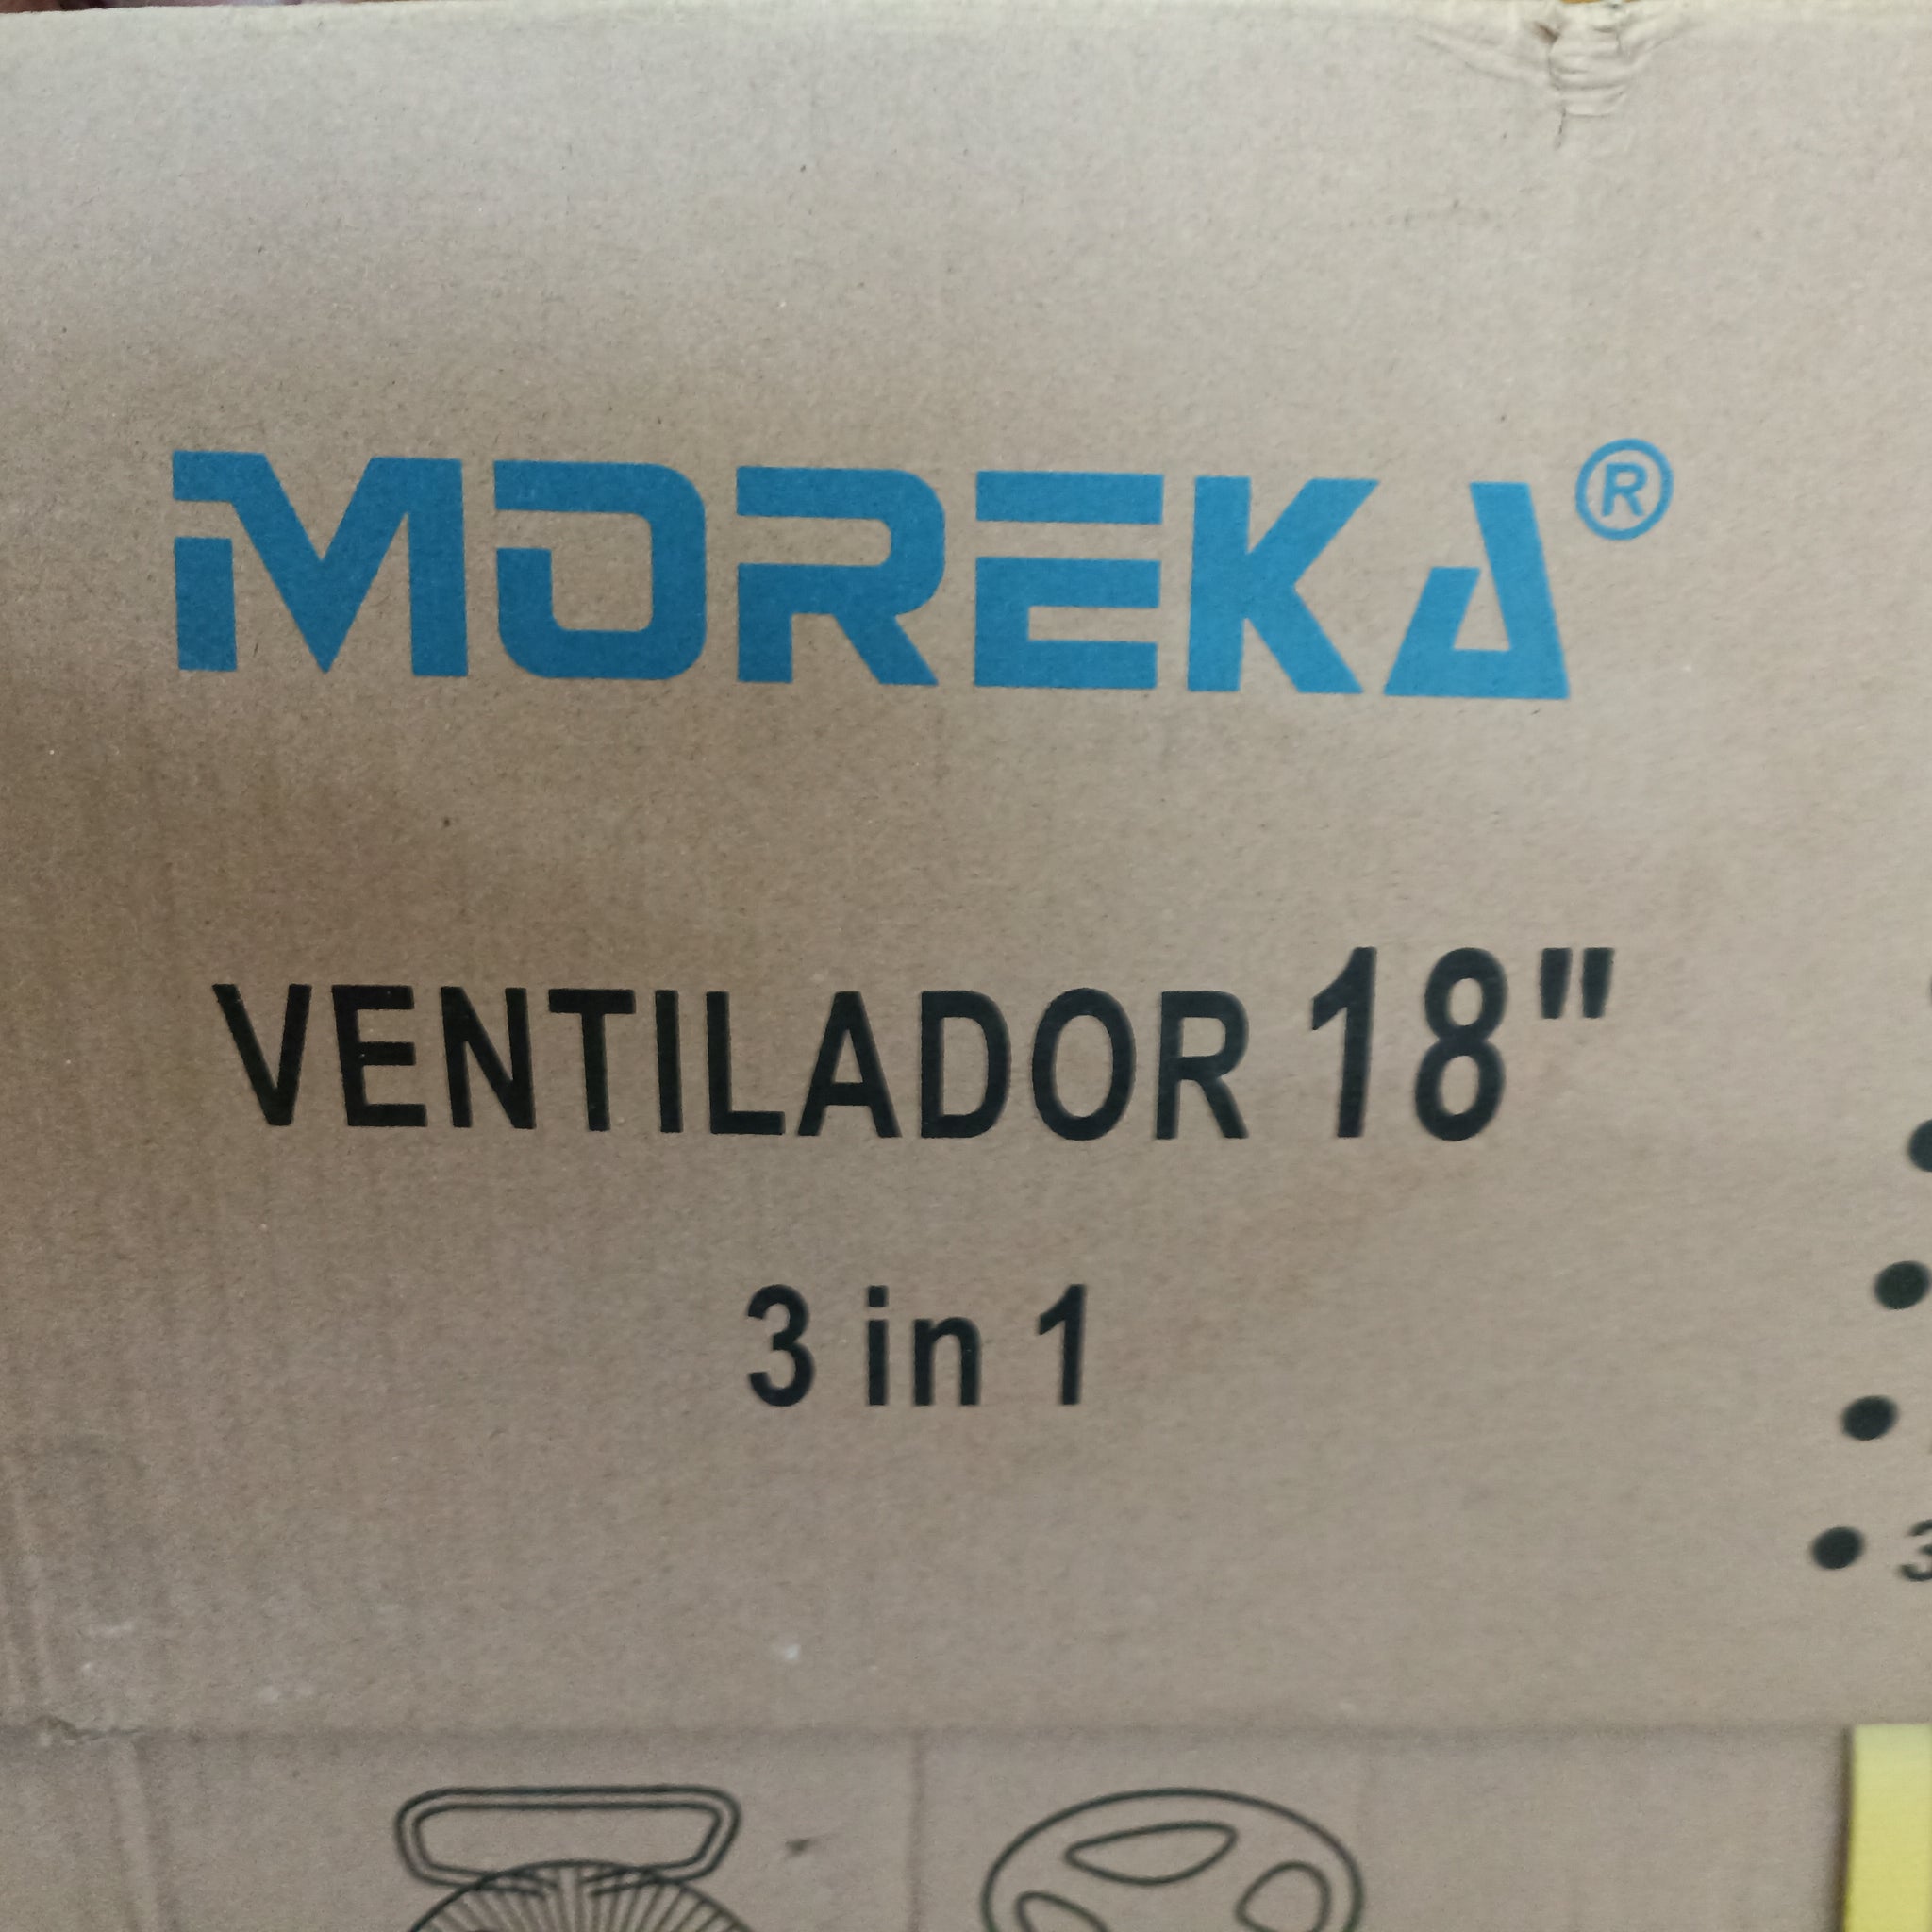 MOREKA®
VENTILADOR 18"
3 in 1